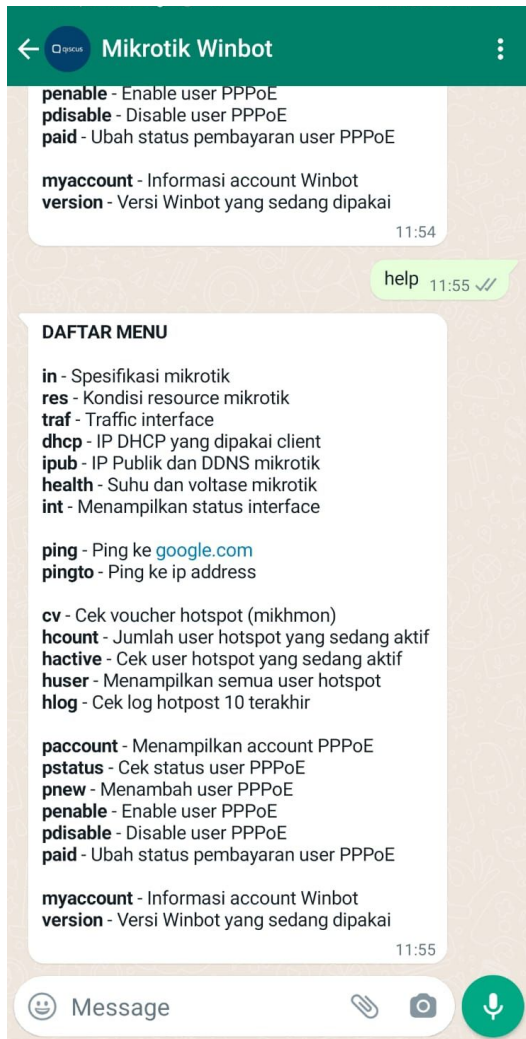 qiscus
Mikrotik Winbot
penable - Enable user PPPoE
pdisable - Disable user PPPoE
paid - Ubah status pembayaran user PPPoE
myaccount - Informasi account Winbot
version - Versi Winbot yang sedang dipakai
11:54
help 11:55
DAFTAR MENU
in - Spesifikasi mikrotik
res - Kondisi resource mikrotik
traf - Traffic interface
dhcp - IP DHCP yang dipakai client
ipub - IP Publik dan DDNS mikrotik
health - Suhu dan voltase mikrotik
int - Menampilkan status interface
ping - Ping ke google.com
pingto - Ping ke ip address
cv - Cek voucher hotspot (mikhmon)
hcount - Jumlah user hotspot yang sedang aktif
hactive - Cek user hotspot yang sedang aktif
huser - Menampilkan semua user hotspot
hlog - Cek log hotpost 10 terakhir
paccount - Menampilkan account PPPoE
pstatus - Cek status user PPPoE
pnew - Menambah user PPPoE
penable - Enable user PPPoE
pdisable - Disable user PPPoE
paid - Ubah status pembayaran user PPPoE
myaccount - Informasi account Winbot
version - Versi Winbot yang sedang dipakai
11:55
Message